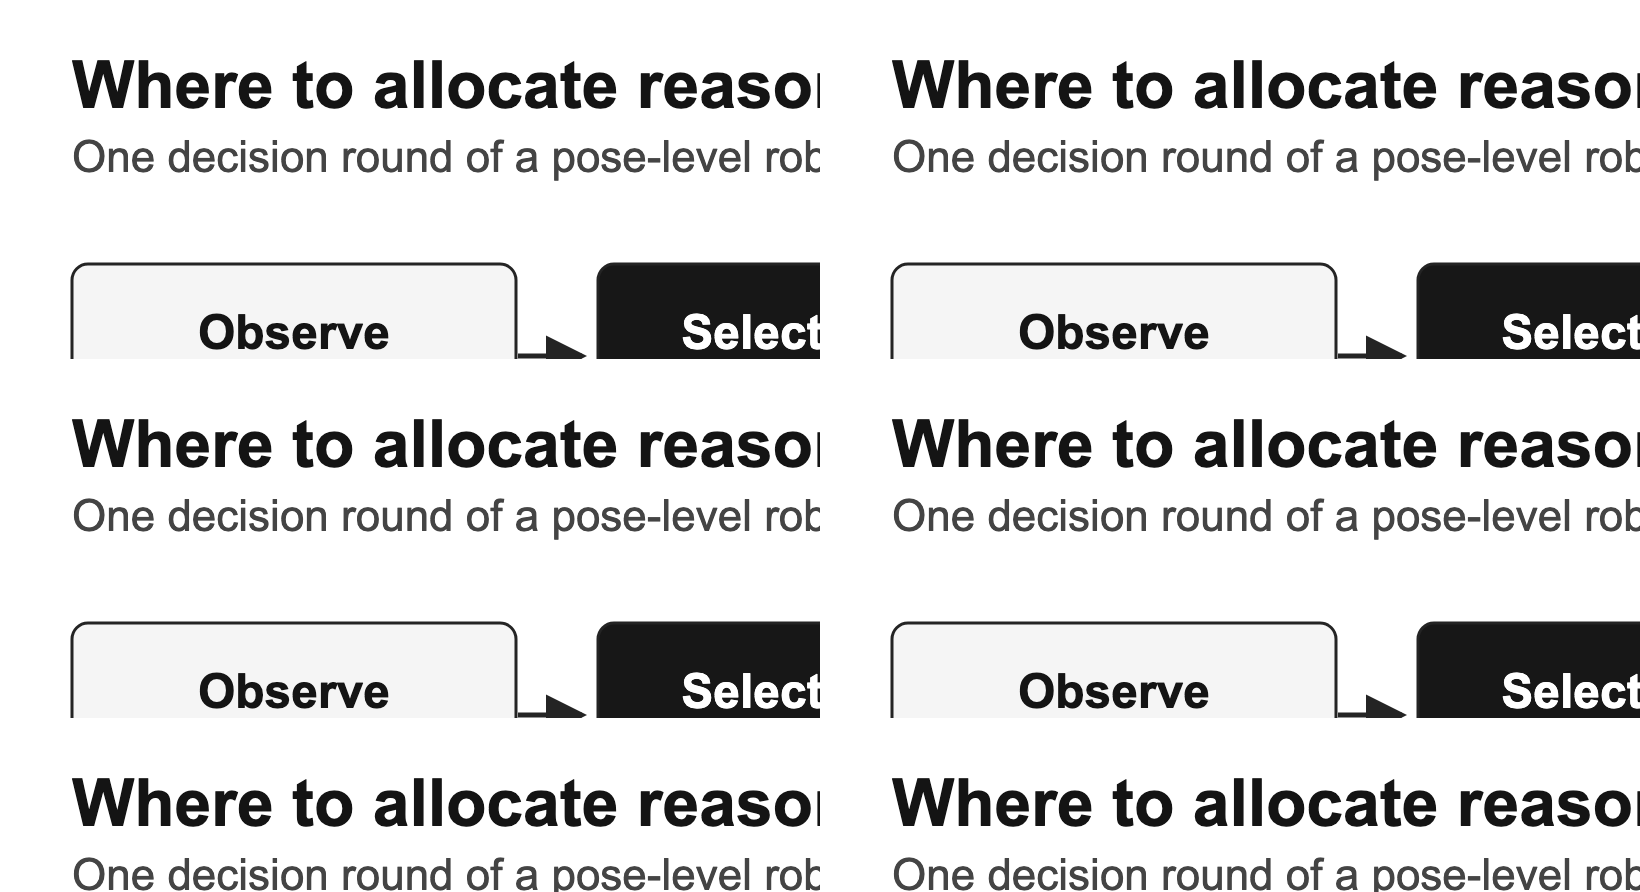 Where to allocate reaso
Where to allocate reaso
One decision round of a pose-level rob
One decision round of a pose-level rob
Observe
Select
Observe
Select
Where to allocate reaso
Where to allocate reaso
One decision round of a pose-level rob
One decision round of a pose-level rob
Observe
Select
Observe
Select
Where to allocate reaso
Where to allocate reaso
One decision round of a pose-level rob
One decision round of a pose-level rob